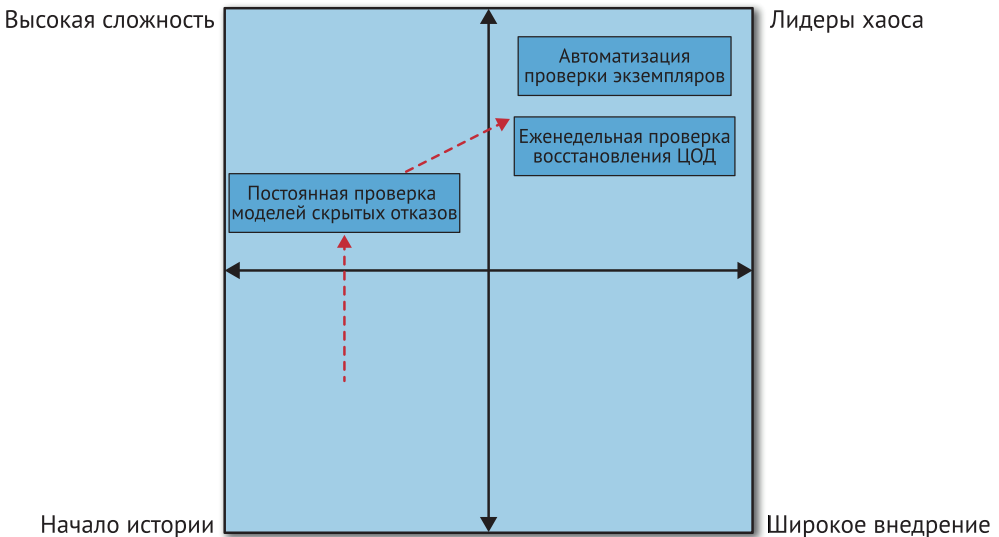 Высокая сложность
Лидеры хаоса
Автоматизация
проверки экземпляров
Еженедельная проверка
восстановления ЦОД
Постоянная проверка
моделей скрытых отказов
Начало истории
Широкое внедрение